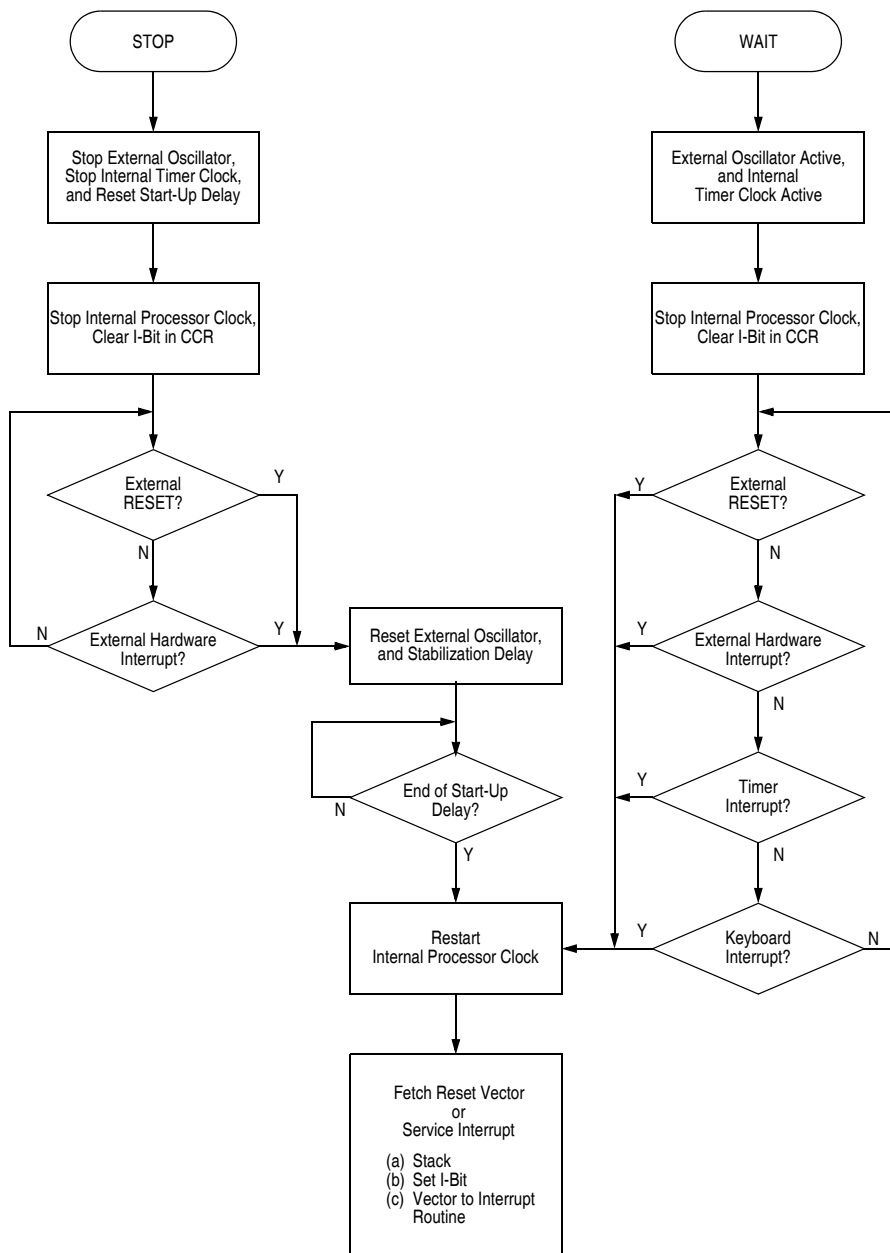 STOP
Stop External Oscillator,
Stop Internal Timer Clock,
and Reset Start-Up Delay
Stop Internal Processor Clock,
Clear I-Bit in CCR
External
RESET?
Y
N
External Hardware
Interrupt?
N
Y
Reset External Oscillator,
and Stabilization Delay
End of Start-Up
Delay?
N
Y
Restart
Internal Processor Clock
Fetch Reset Vector
or
Service Interrupt
(a) Stack
(b) Set I-Bit
(c) Vector to Interrupt
Routine
WAIT
External Oscillator Active,
and Internal
Timer Clock Active
Stop Internal Processor Clock,
Clear I-Bit in CCR
External
RESET?
Y
N
External Hardware
Interrupt?
Y
N
Timer
Interrupt?
Y
N
Keyboard
Interrupt?
Y
N